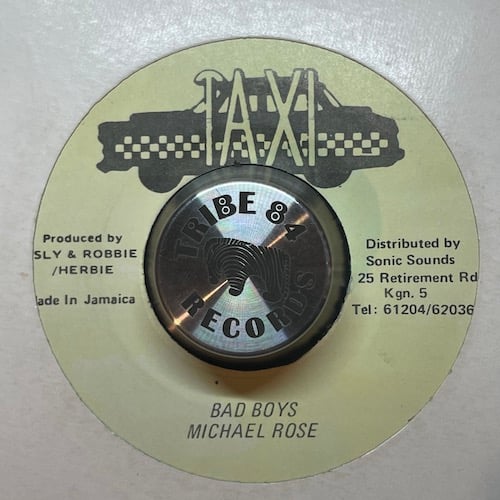 TAXI
TRIBE 84
RECORDS
Produced by
SLY & ROBBIE
/HERBIE
ade In Jamaica
Distributed by
Sonic Sounds
25 Retirement Rd
Kgn. 5
Tel: 61204/62036
BAD BOYS
MICHAEL ROSE